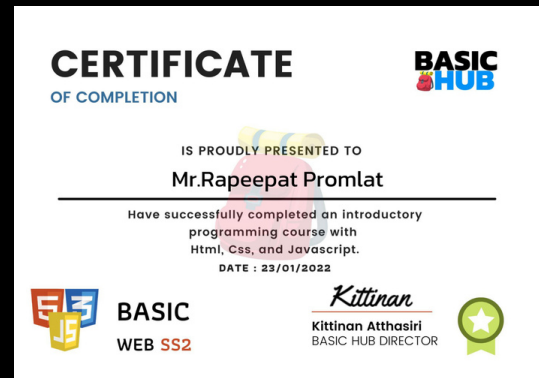 CERTIFICATE
OF COMPLETION
BASIC
HUB
IS PROUDLY PRESENTED TO
Mr.Rapeepat Promlat
Have successfully completed an introductory
programming course with
Html, Css, and Javascript.
DATE : 23/01/2022
5 3
JS
BASIC
WEB SS2
Kittinan
Kittinan Atthasiri
BASIC HUB DIRECTOR